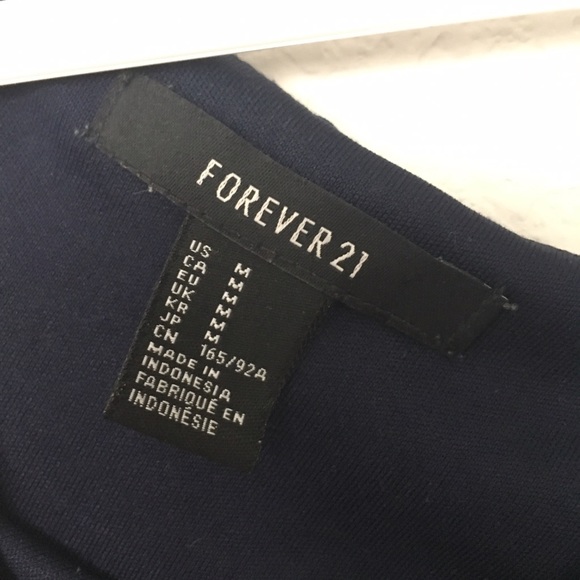 FOREVER 21
US M
CA M
EU M
UK M
KR M
JP M
CN 165/92A
MADE IN
INDONESIA
FABRIQUÉ EN
INDONÉSIE